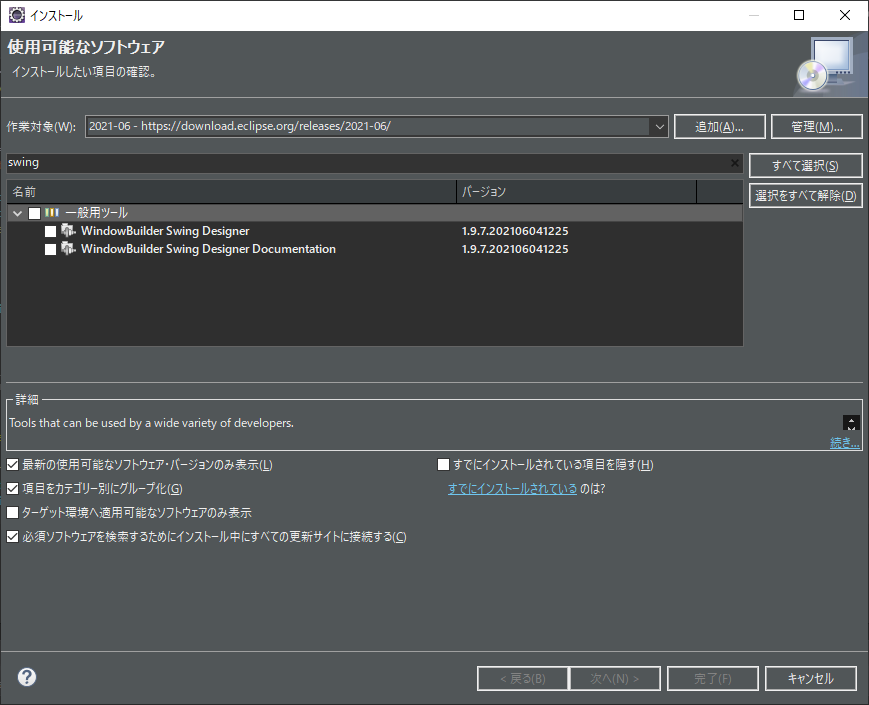 インストール
使用可能なソフトウェア
インストールしたい項目の確認。
作業対象(W): 2021-06 - https://download.eclipse.org/releases/2021-06/ 追加(A)... 管理(M)...
swing
すべて選択(S)
選択をすべて解除(D)
名前 バージョン
一般用ツール
WindowBuilder Swing Designer 1.9.7.202106041225
WindowBuilder Swing Designer Documentation 1.9.7.202106041225
詳細
Tools that can be used by a wide variety of developers.
続き...
最新の使用可能なソフトウェア・バージョンのみ表示(L) すでにインストールされている項目を隠す(H)
項目をカテゴリー別にグループ化(G) すでにインストールされている のは?
ターゲット環境へ適用可能なソフトウェアのみ表示
必須ソフトウェアを検索するためにインストール中にすべての更新サイトに接続する(C)
? < 戻る(B) 次へ(N) > 完了(F) キャンセル